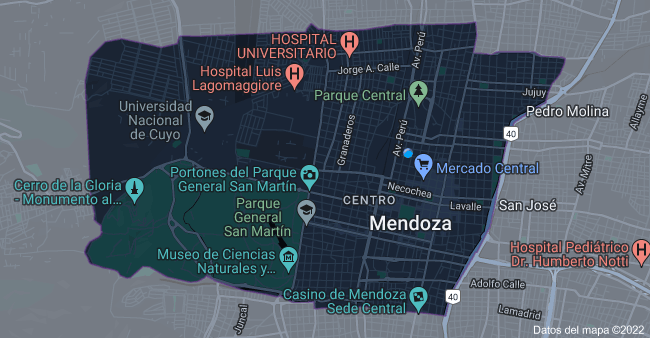 HOSPITAL
UNIVERSITARIO
Av. Perú
Hospital Luis
Lagomaggiore
Jorge A. Calle
Parque Central
Jujuy
Universidad
Nacional
de Cuyo
Pedro Molina
Allayme
Granaderos
Av. Perú
40
Mercado Central
Av. Mitre
Portones del Parque
General San Martín
Cerro de la Gloria
- Monumento al...
Necochea
CENTRO
Lavalle
San José
Parque
General
San Martín
Mendoza
Museo de Ciencias
Naturales y...
Hospital Pediátrico
Dr. Humberto Notti
Adolfo Calle
Casino de Mendoza
Sede Central
40
Juncal
Lamadrid
Datos del mapa ©2022